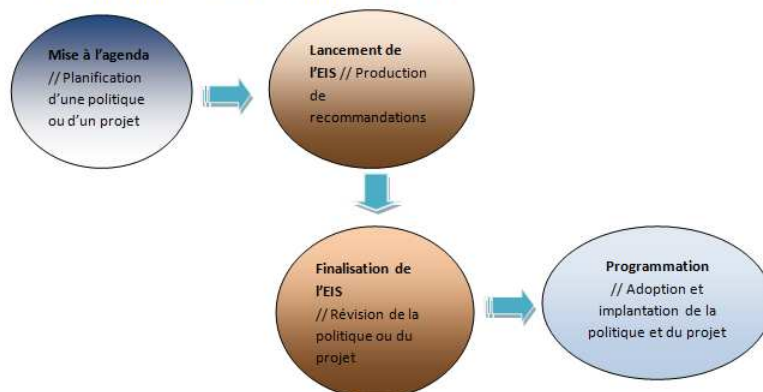 Mise à l'agenda
// Planification
d'une politique
ou d'un projet
Lancement de
l'EIS // Production
de
recommandations
Finalisation de
l'EIS
// Révision de la
politique ou du
projet
Programmation
// Adoption et
implantation de la
politique et du projet